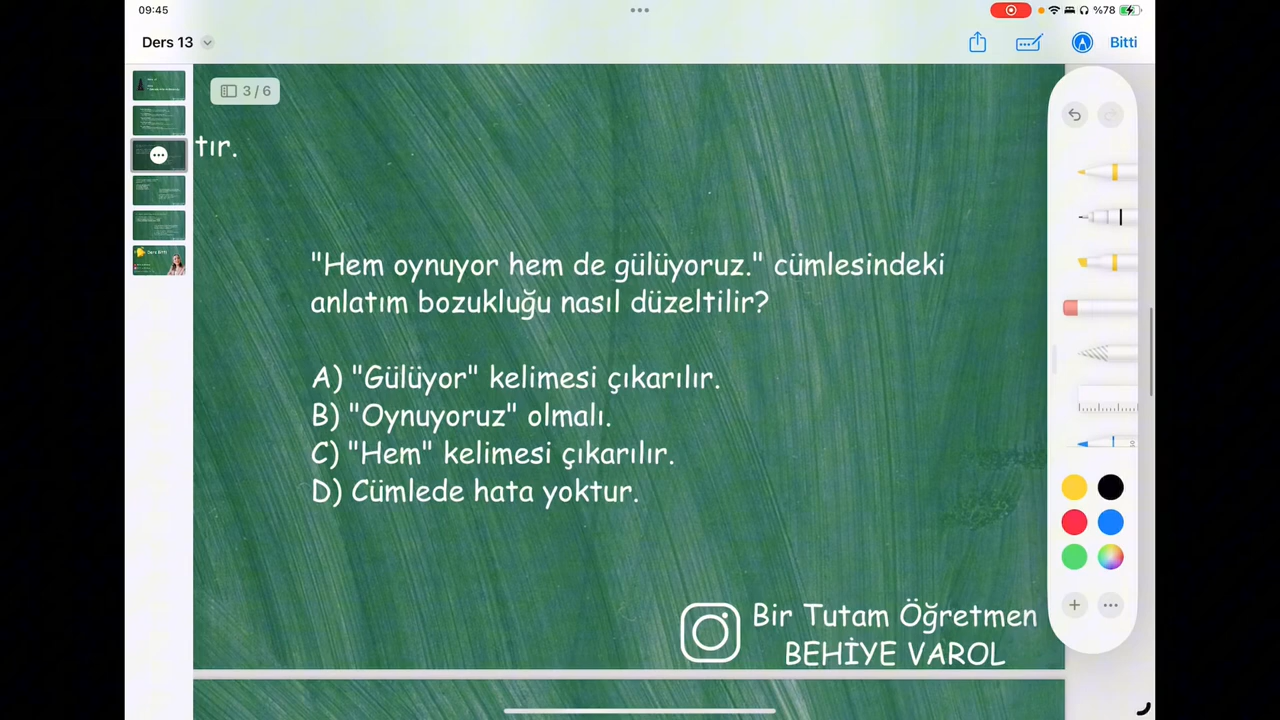 09:45
%78
Ders 13
Bitti
3 / 6
tır.
"Hem oynuyor hem de gülüyoruz." cümlesindeki
anlatım bozukluğu nasıl düzeltilir?
A) "Gülüyor" kelimesi çıkarılır.
B) "Oynuyoruz" olmalı.
C) "Hem" kelimesi çıkarılır.
D) Cümlede hata yoktur.
Bir Tutam Öğretmen
BEHİYE VAROL